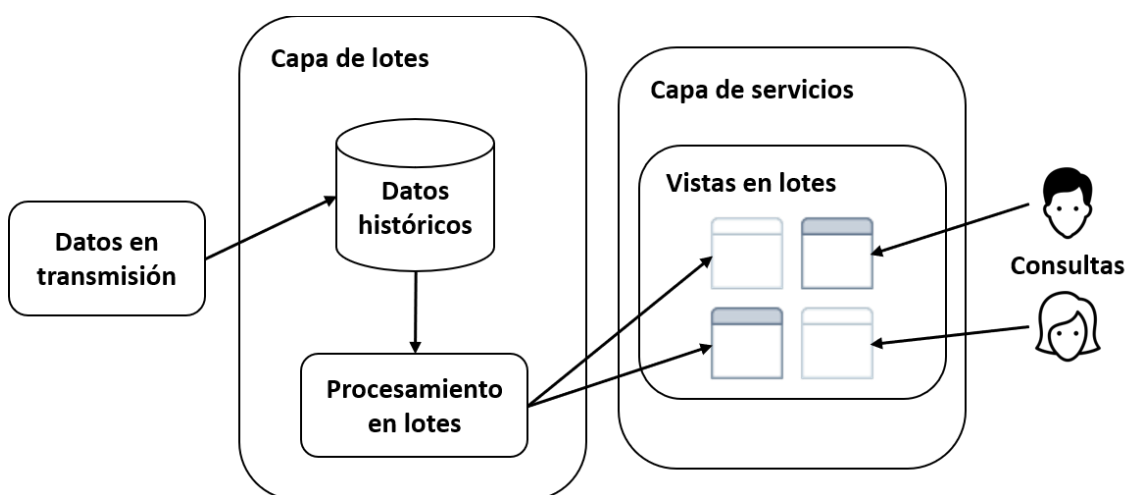 Capa de lotes
Capa de servicios
Datos
históricos
Vistas en lotes
Datos en
transmisión
Consultas
Procesamiento
en lotes